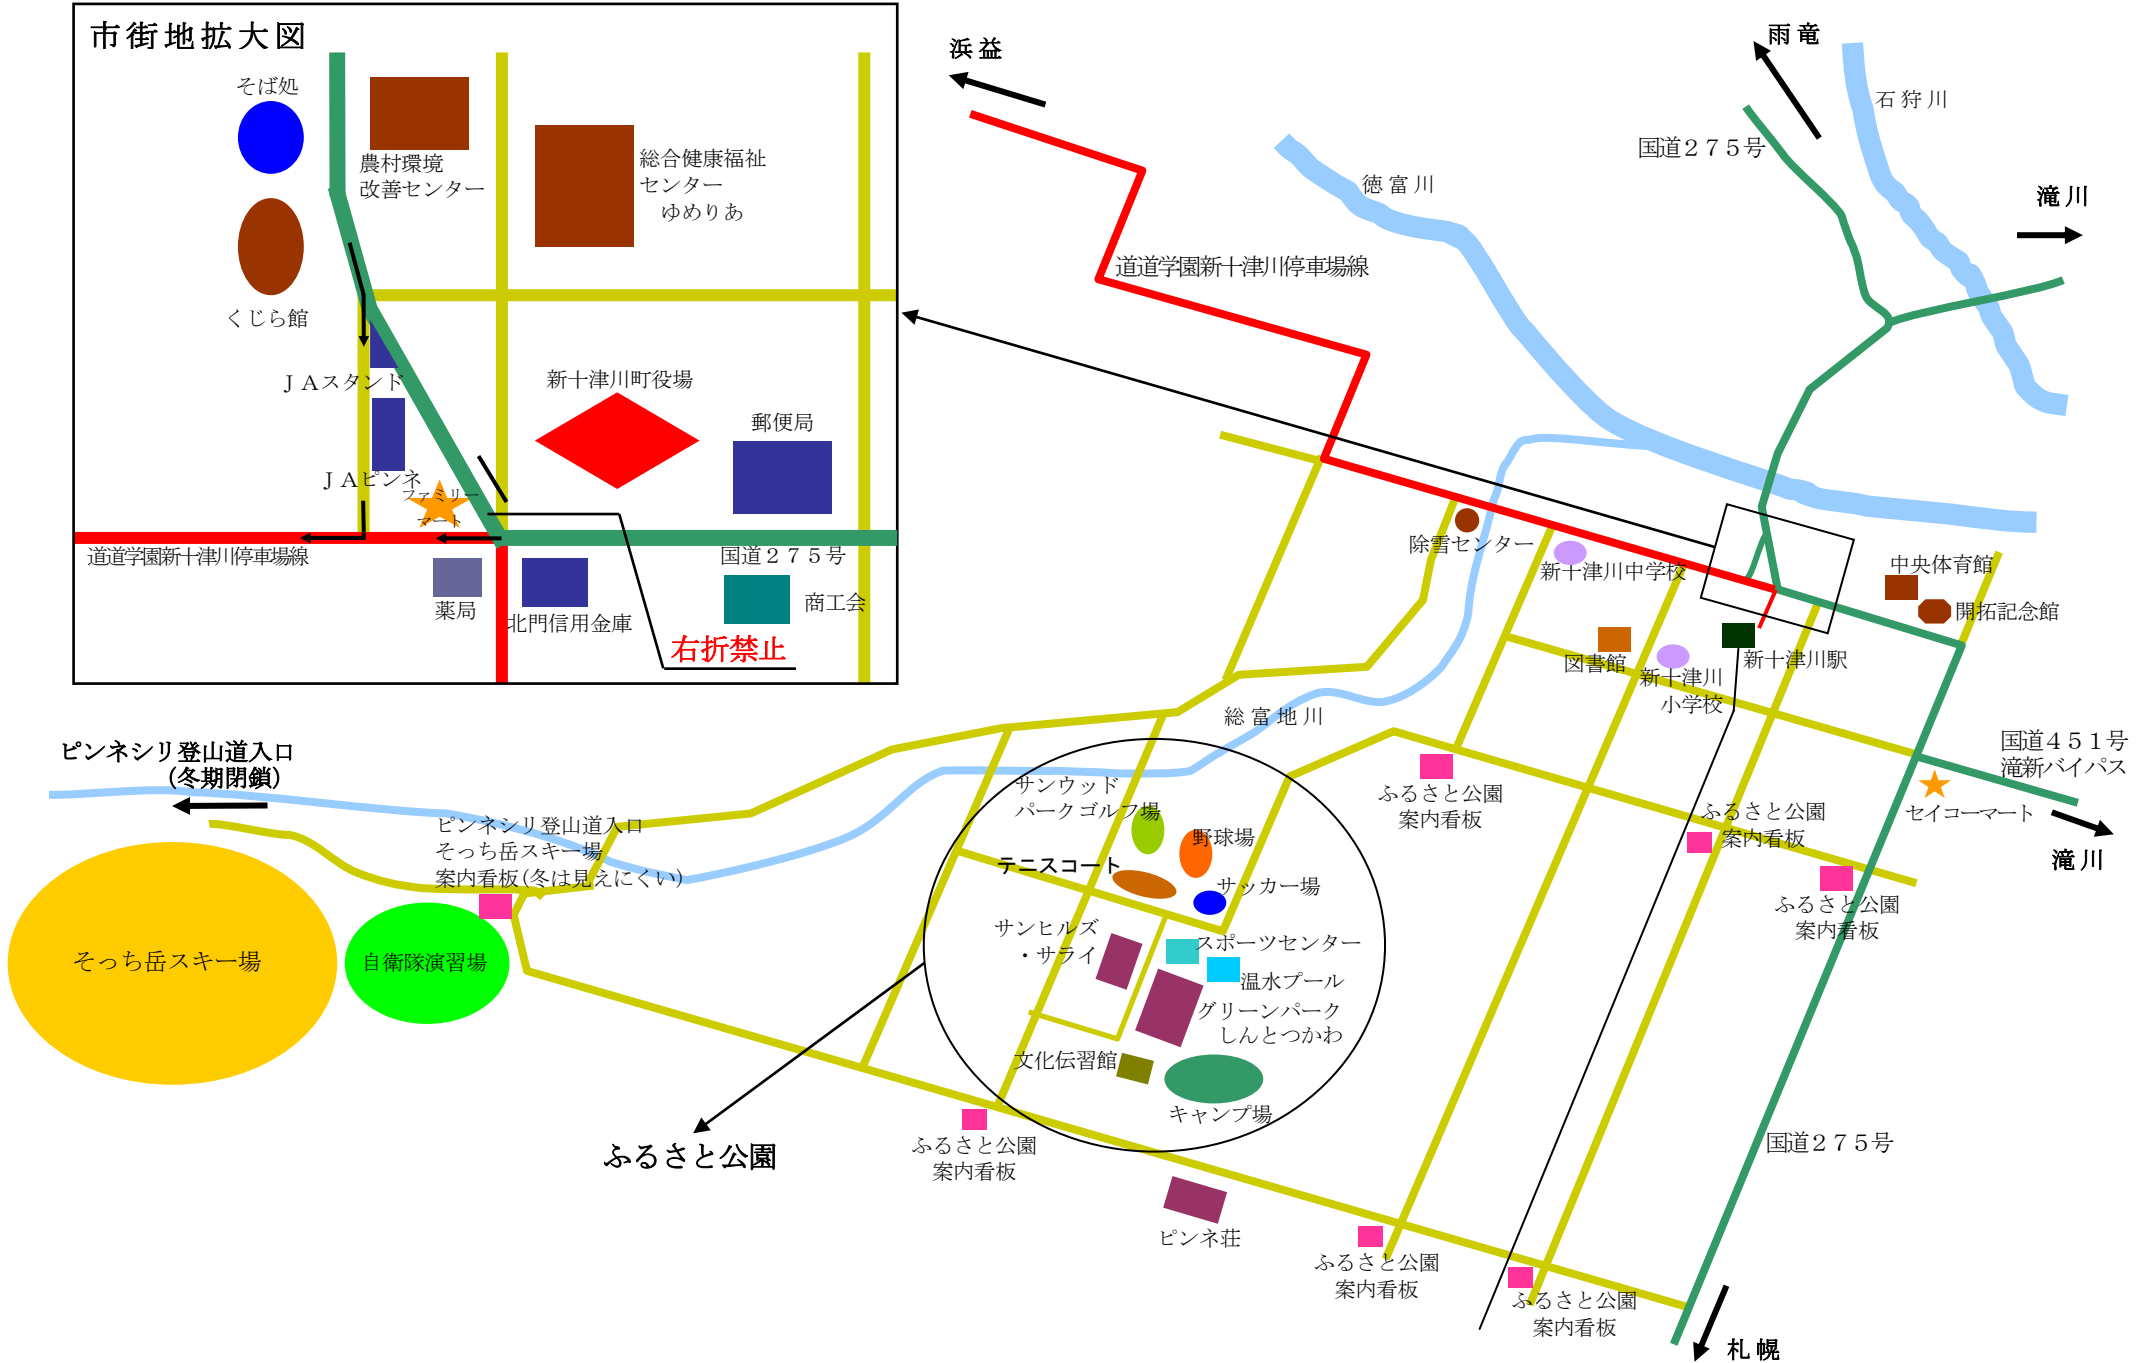 市街地拡大図
そば処
農村環境
改善センター
総合健康福祉
センター
ゆめりあ
くじら館
ＪＡスタンド
新十津川町役場
郵便局
ＪＡピンネ
ファミリー
マート
道道学園新十津川停車場線
国道２７５号
薬局
北門信用金庫
商工会
右折禁止
浜益
雨竜
石狩川
国道２７５号
徳富川
滝川
道道学園新十津川停車場線
除雪センター
新十津川中学校
中央体育館
開拓記念館
図書館
新十津川
小学校
新十津川駅
総富地川
国道４５１号
滝新バイパス
セイコーマート
滝川
ふるさと公園
案内看板
ふるさと公園
案内看板
ふるさと公園
案内看板
ピンネシリ登山道入口
(冬期閉鎖)
ピンネシリ登山道入口
そっち岳スキー場
案内看板(冬は見えにくい)
そっち岳スキー場
自衛隊演習場
サンウッド
パークゴルフ場
野球場
テニスコート
サッカー場
サンヒルズ
・サライ
スポーツセンター
温水プール
グリーンパーク
しんとつかわ
文化伝習館
キャンプ場
ふるさと公園
ふるさと公園
案内看板
ピンネ荘
国道２７５号
ふるさと公園
案内看板
ふるさと公園
案内看板
札幌